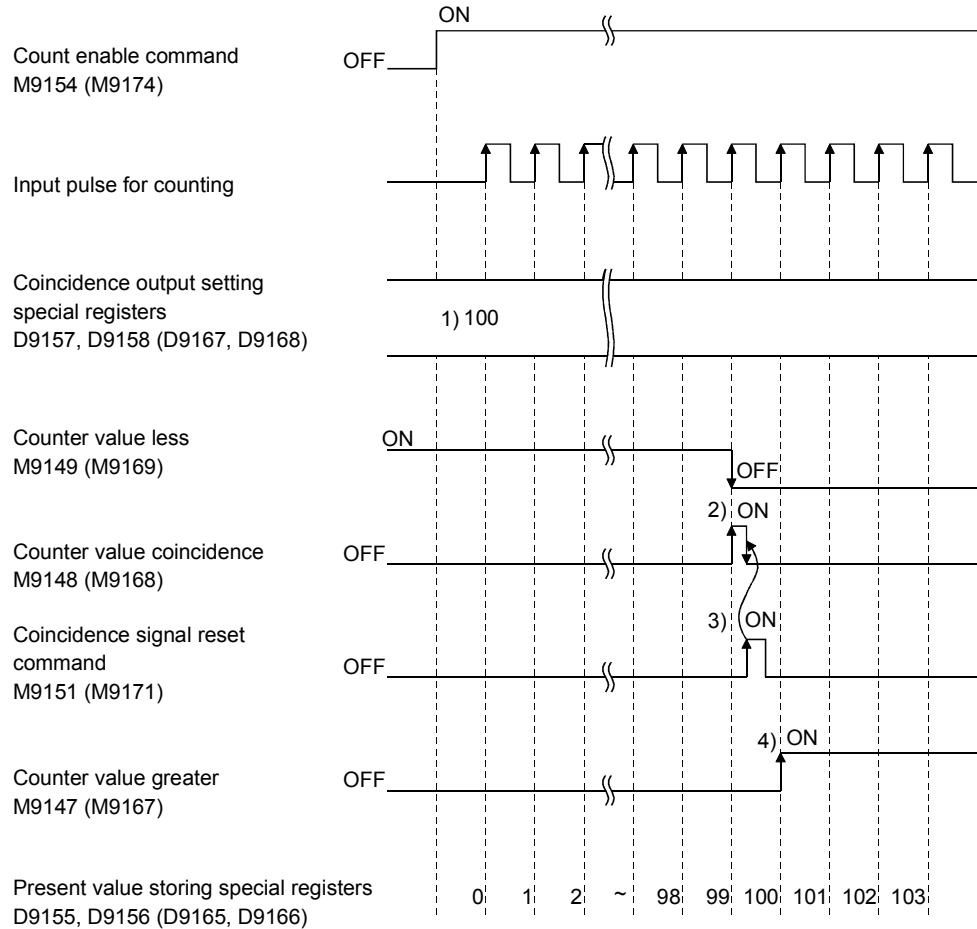 ON
Count enable command
M9154 (M9174)
OFF
Input pulse for counting
Coincidence output setting
special registers
D9157, D9158 (D9167, D9168)
1) 100
Counter value less
M9149 (M9169)
ON
OFF
2) ON
Counter value coincidence
M9148 (M9168)
OFF
3) ON
Coincidence signal reset
command
M9151 (M9171)
OFF
4) ON
Counter value greater
M9147 (M9167)
OFF
Present value storing special registers
D9155, D9156 (D9165, D9166)
0 1 2 ~ 98 99 100 101 102 103